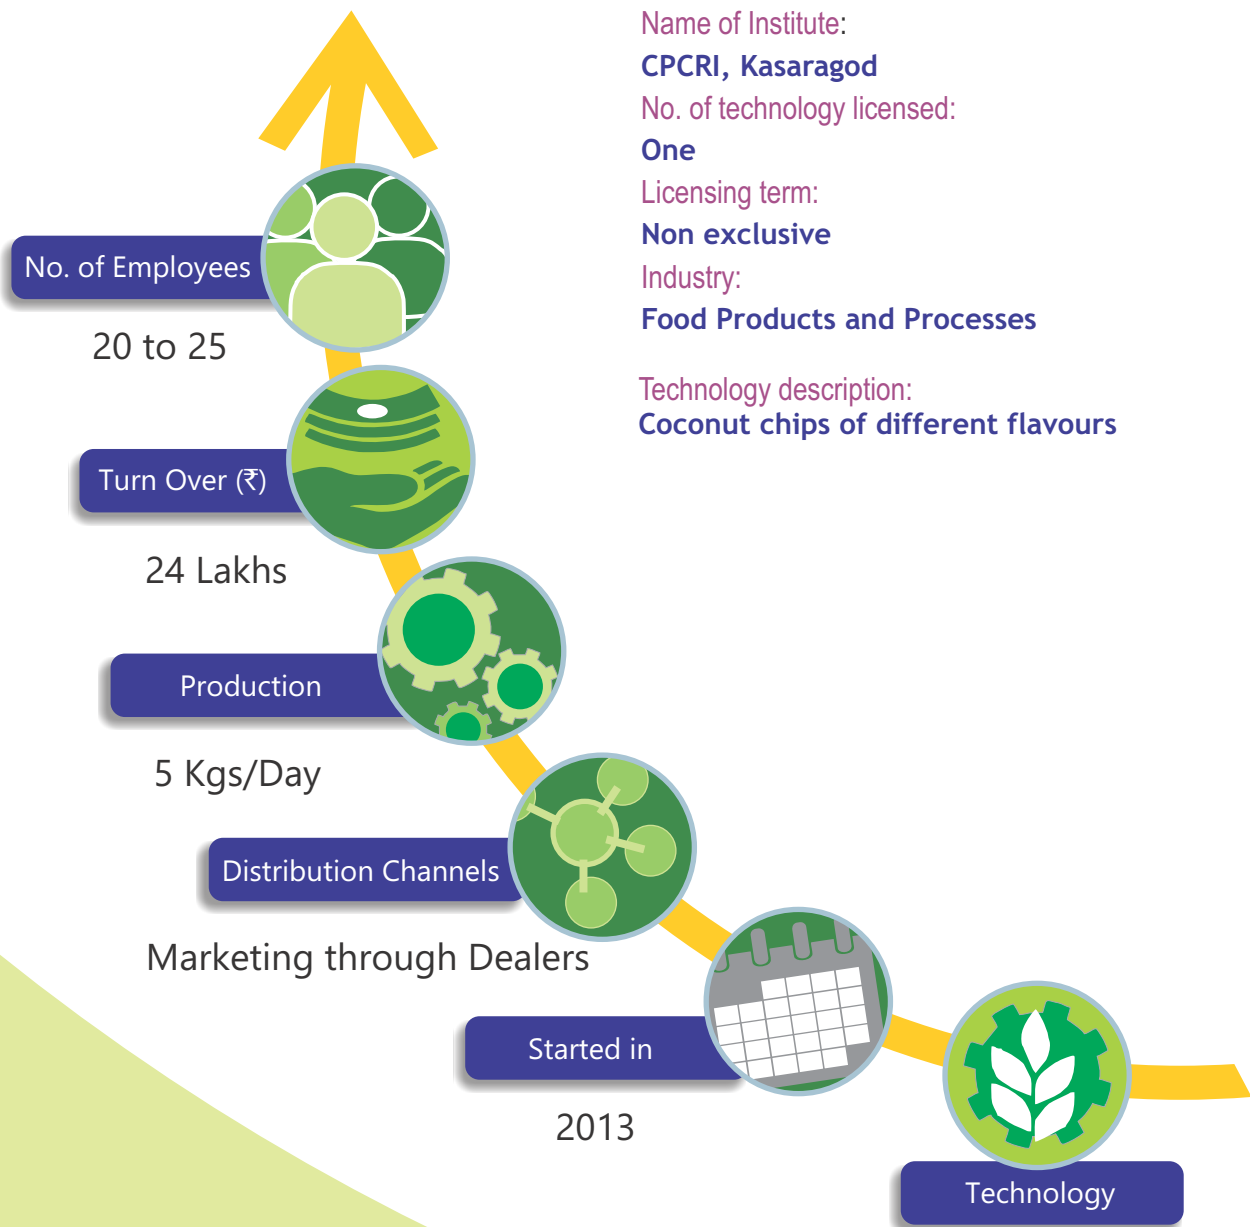 Name of Institute:
CPCRI, Kasaragod
No. of technology licensed:
One
Licensing term:
Non exclusive
Industry:
Food Products and Processes
Technology description:
Coconut chips of different flavours
No. of Employees
20 to 25
Turn Over (₹)
24 Lakhs
Production
5 Kgs/Day
Distribution Channels
Marketing through Dealers
Started in
2013
Technology